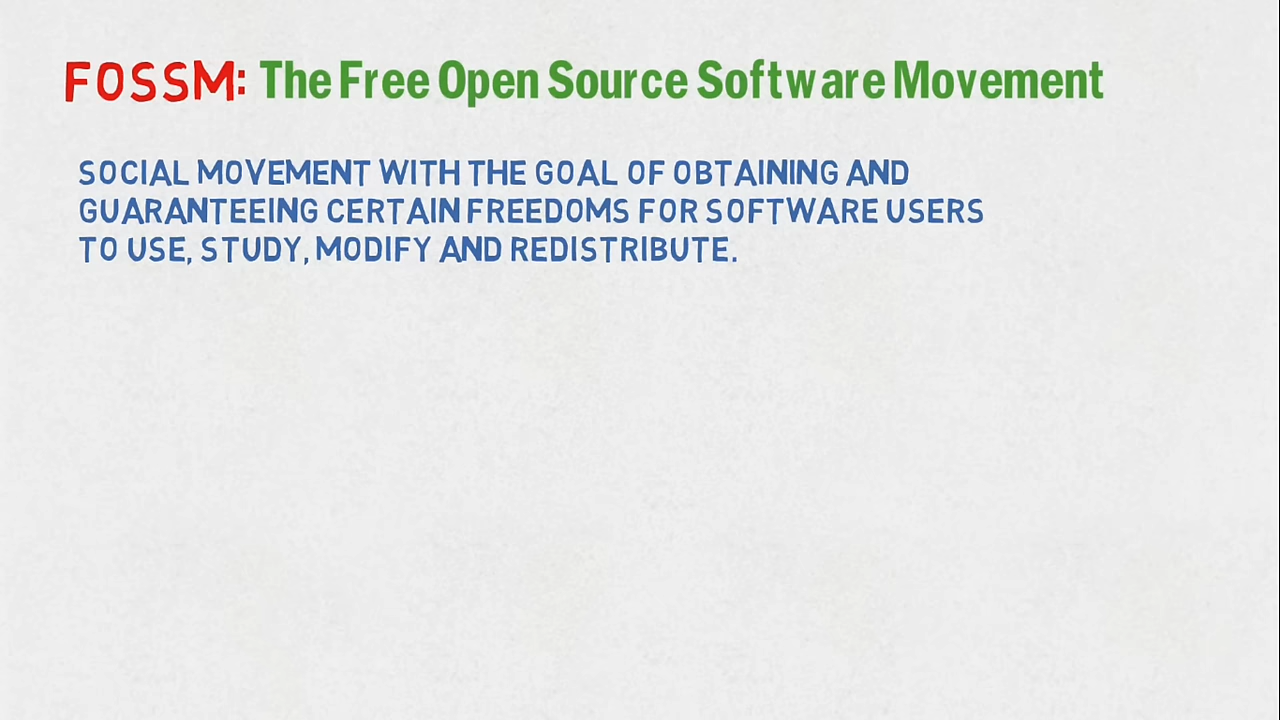 FOSSM: The Free Open Source Software Movement
SOCIAL MOVEMENT WITH THE GOAL OF OBTAINING AND
GUARANTEEING CERTAIN FREEDOMS FOR SOFTWARE USERS
TO USE, STUDY, MODIFY AND REDISTRIBUTE.